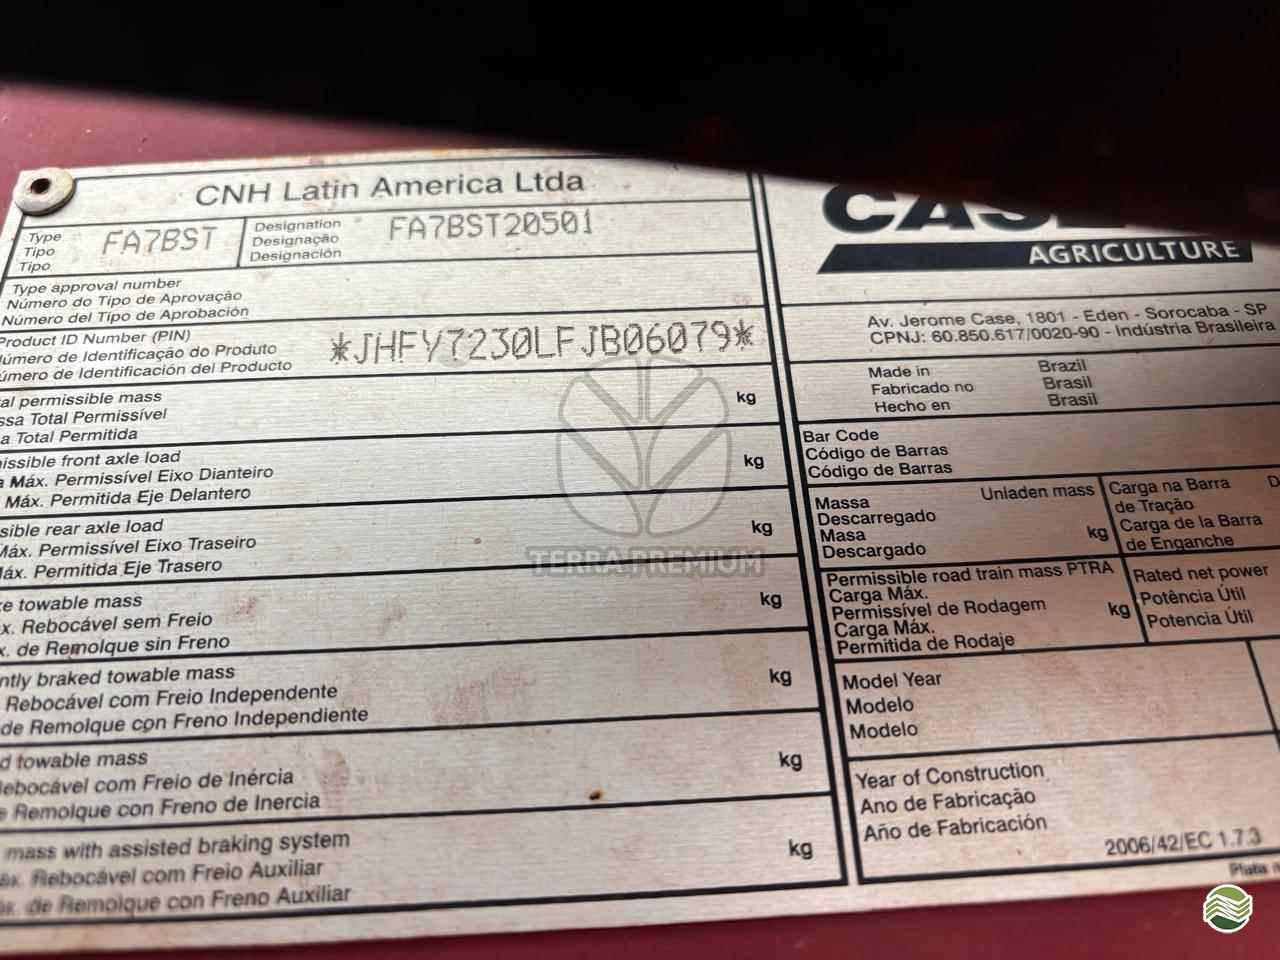 CNH Latin America Ltda
Type
Tipo
Tipo
FA7BST
Designation
Designação
Designación
FA7BST20501
Type approval number
Número do Tipo de Aprovação
Número del Tipo de Aprobación
Product ID Number (PIN)
úmero de Identificação do Produto
úmero de Identificación del Producto
*JHFY7230LFJB06079*
al permissible mass
ssa Total Permissível
a Total Permitida
kg
issible front axle load
a Máx. Permissível Eixo Dianteiro
Máx. Permitida Eje Delantero
kg
sible rear axle load
Máx. Permissível Eixo Traseiro
Máx. Permitida Eje Trasero
kg
ke towable mass
x. Rebocável sem Freio
x. de Remolque sin Freno
kg
ntly braked towable mass
Rebocável com Freio Independente
de Remolque con Freno Independiente
kg
d towable mass
Rebocável com Freio de Inércia
e Remolque con Freno de Inercia
kg
mass with assisted braking system
áx. Rebocável com Freio Auxiliar
x. de Remolque con Freno Auxiliar
kg
CASE
AGRICULTURE
Av. Jerome Case, 1801 - Eden - Sorocaba - SP
CPNJ: 60.850.617/0020-90 - Indústria Brasileira
Made in Brazil
Fabricado no Brasil
Hecho en Brasil
Bar Code
Código de Barras
Código de Barras
Massa Unladen mass
Descarregado
Masa
Descargado
kg
Carga na Barra
de Tração
Carga de la Barra
de Enganche
D
Permissible road train mass PTRA
Carga Máx.
Permissível de Rodagem
Carga Máx.
Permitida de Rodaje
kg
Rated net power
Potência Útil
Potencia Útil
Model Year
Modelo
Modelo
Year of Construction
Ano de Fabricação
Año de Fabricación
2006/42/EC 1.7.3
TERRA PREMIUM